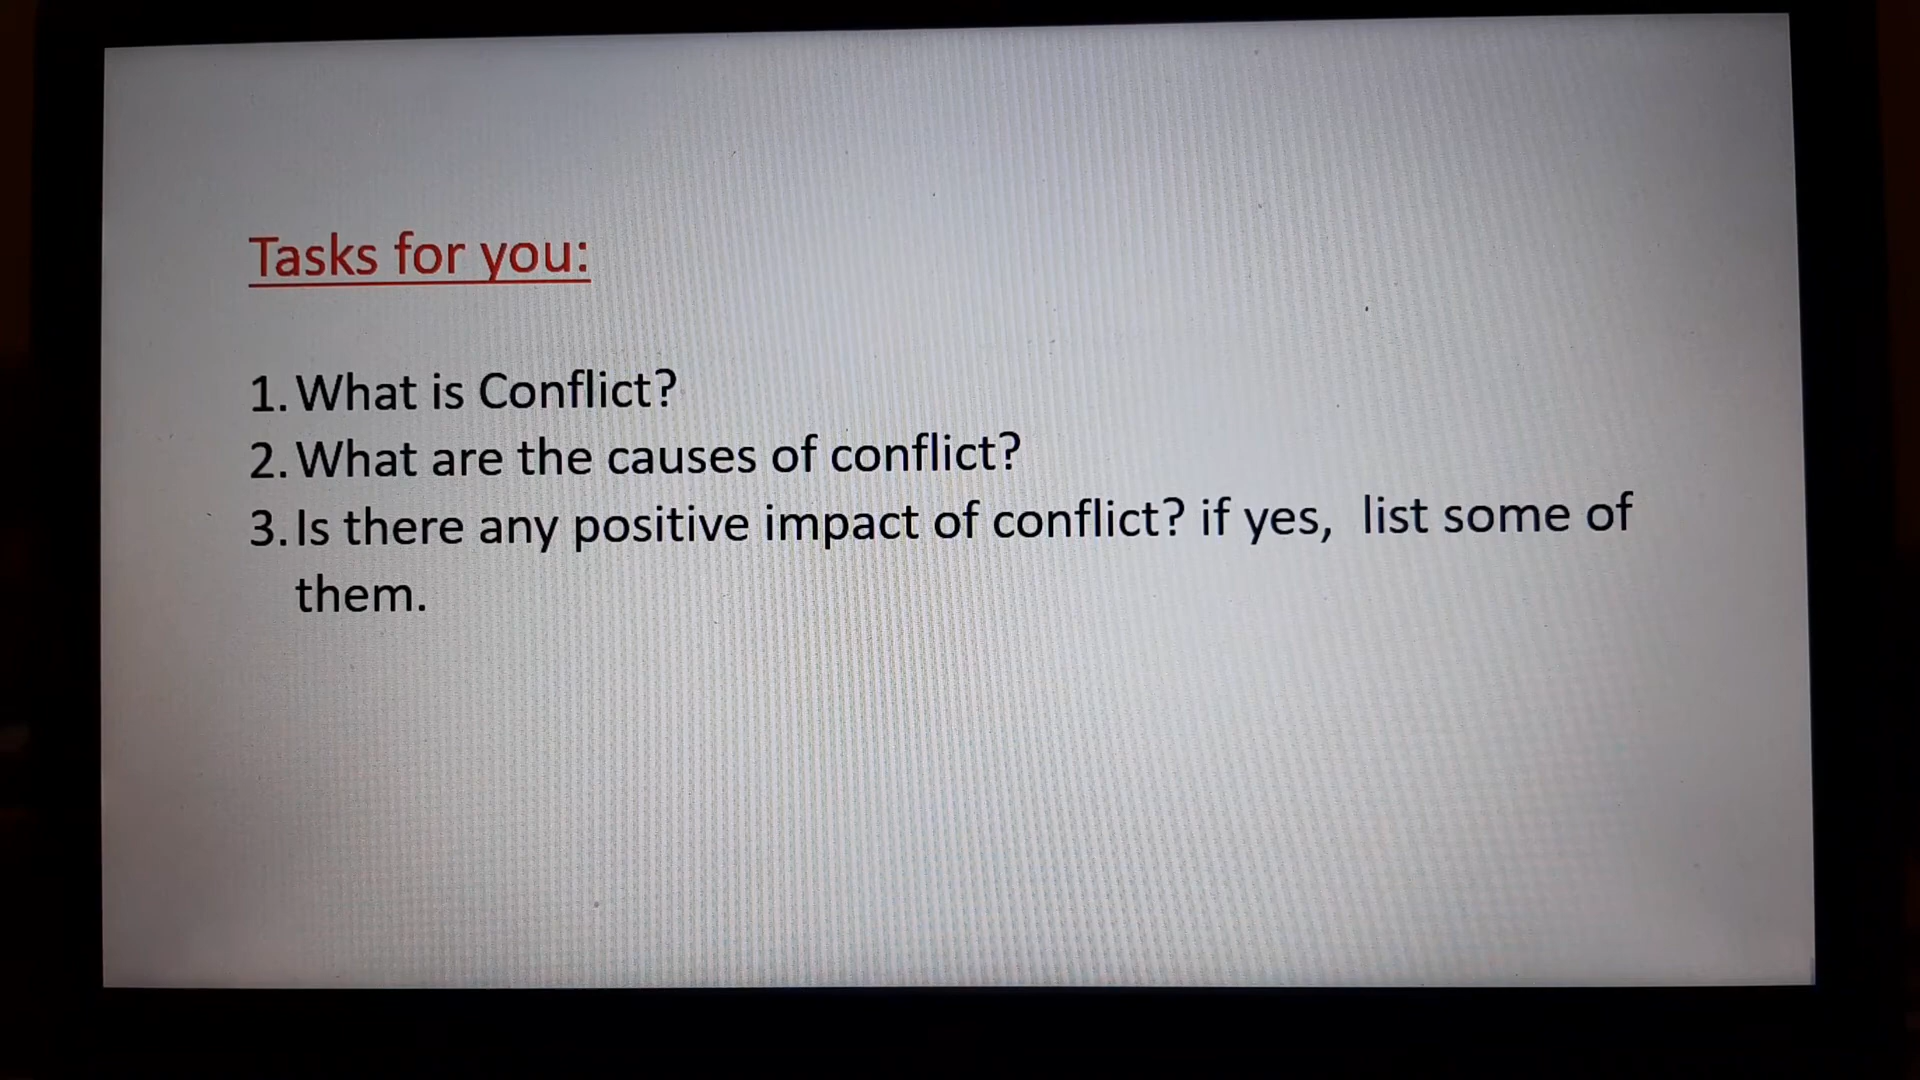 Tasks for you:
1. What is Conflict?
2. What are the causes of conflict?
3. Is there any positive impact of conflict? if yes,  list some of
them.